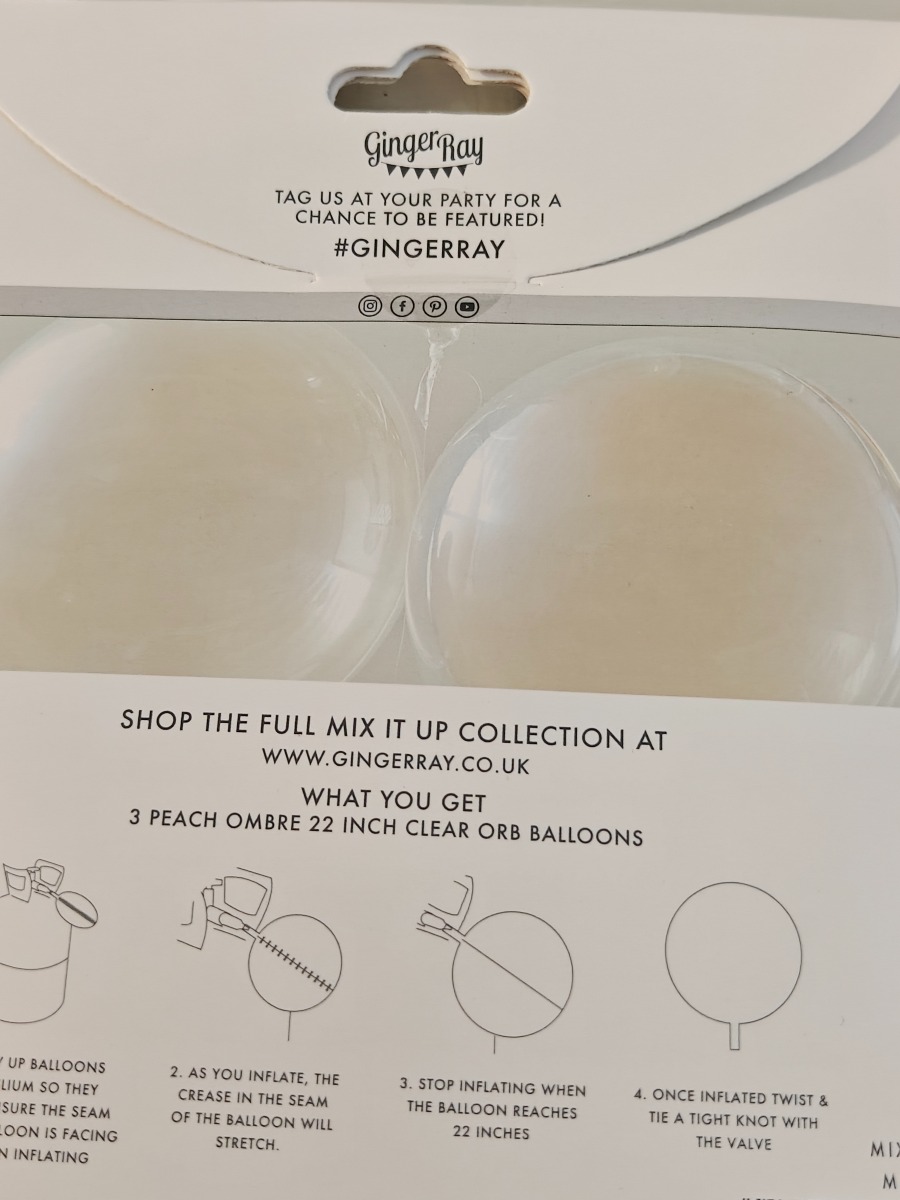 Ginger Ray
TAG US AT YOUR PARTY FOR A
CHANCE TO BE FEATURED!
#GINGERRAY
SHOP THE FULL MIX IT UP COLLECTION AT
WWW.GINGERRAY.CO.UK
WHAT YOU GET
3 PEACH OMBRE 22 INCH CLEAR ORB BALLOONS
UP BALLOONS
LIUM SO THEY
SURE THE SEAM
LOON IS FACING
N INFLATING
2. AS YOU INFLATE, THE
CREASE IN THE SEAM
OF THE BALLOON WILL
STRETCH.
3. STOP INFLATING WHEN
THE BALLOON REACHES
22 INCHES
4. ONCE INFLATED TWIST &
TIE A TIGHT KNOT WITH
THE VALVE
MIX
M